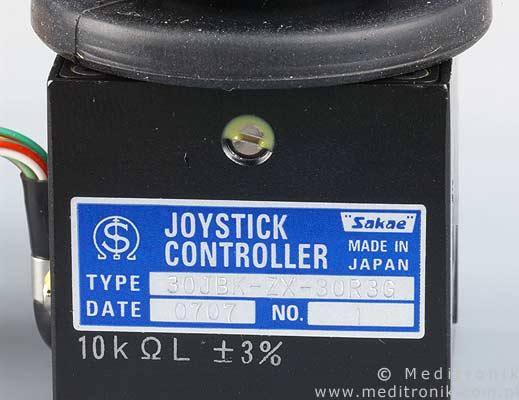 JOYSTICK
CONTROLLER
"Sakae"
MADE IN
JAPAN
TYPE 30JBK-ZX-30R3G
DATE 0707 NO. 1
10kΩL ±3%
© Meditronik
www.meditronik.com.pl